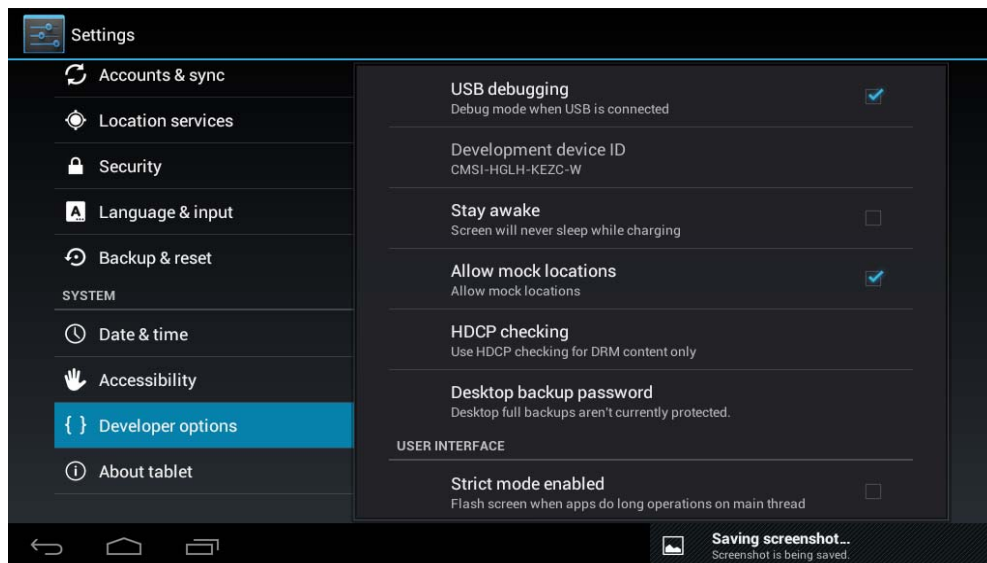 Settings
Accounts & sync
Location services
Security
Language & input
Backup & reset
SYSTEM
Date & time
Accessibility
{ } Developer options
About tablet
USB debugging
Debug mode when USB is connected
Development device ID
CMSI-HGLH-KEZC-W
Stay awake
Screen will never sleep while charging
Allow mock locations
Allow mock locations
HDCP checking
Use HDCP checking for DRM content only
Desktop backup password
Desktop full backups aren't currently protected.
USER INTERFACE
Strict mode enabled
Flash screen when apps do long operations on main thread
Saving screenshot...
Screenshot is being saved.